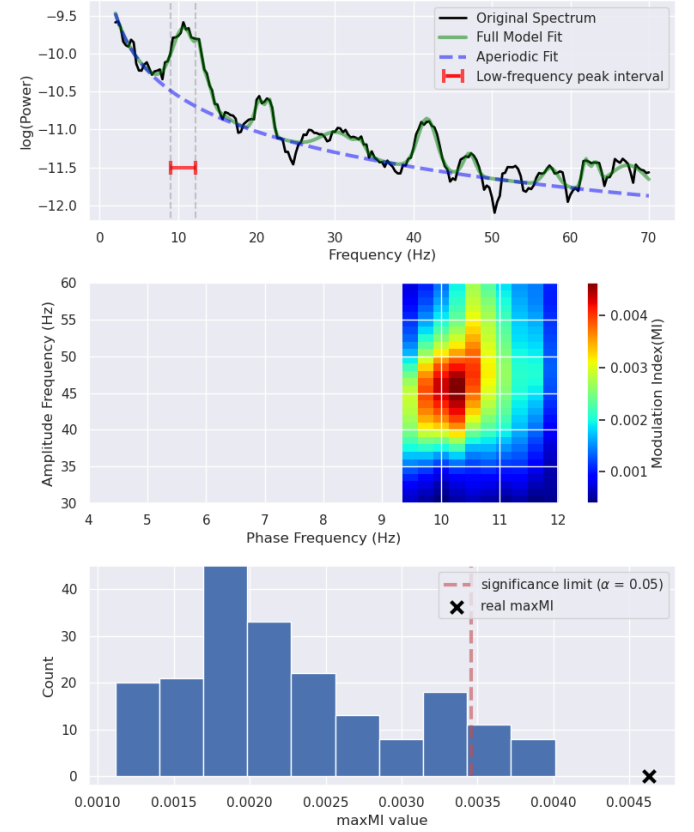 −9.5
−10.0
−10.5
−11.0
−11.5
−12.0
log(Power)
Original Spectrum
Full Model Fit
Aperiodic Fit
Low-frequency peak interval
0 10 20 30 40 50 60 70
Frequency (Hz)
60
55
50
45
40
35
30
Amplitude Frequency (Hz)
4 5 6 7 8 9 10 11 12
Phase Frequency (Hz)
0.004
0.003
0.002
0.001
Modulation Index(MI)
40
30
20
10
0
Count
significance limit (α = 0.05)
real maxMI
0.0010 0.0015 0.0020 0.0025 0.0030 0.0035 0.0040 0.0045
maxMI value